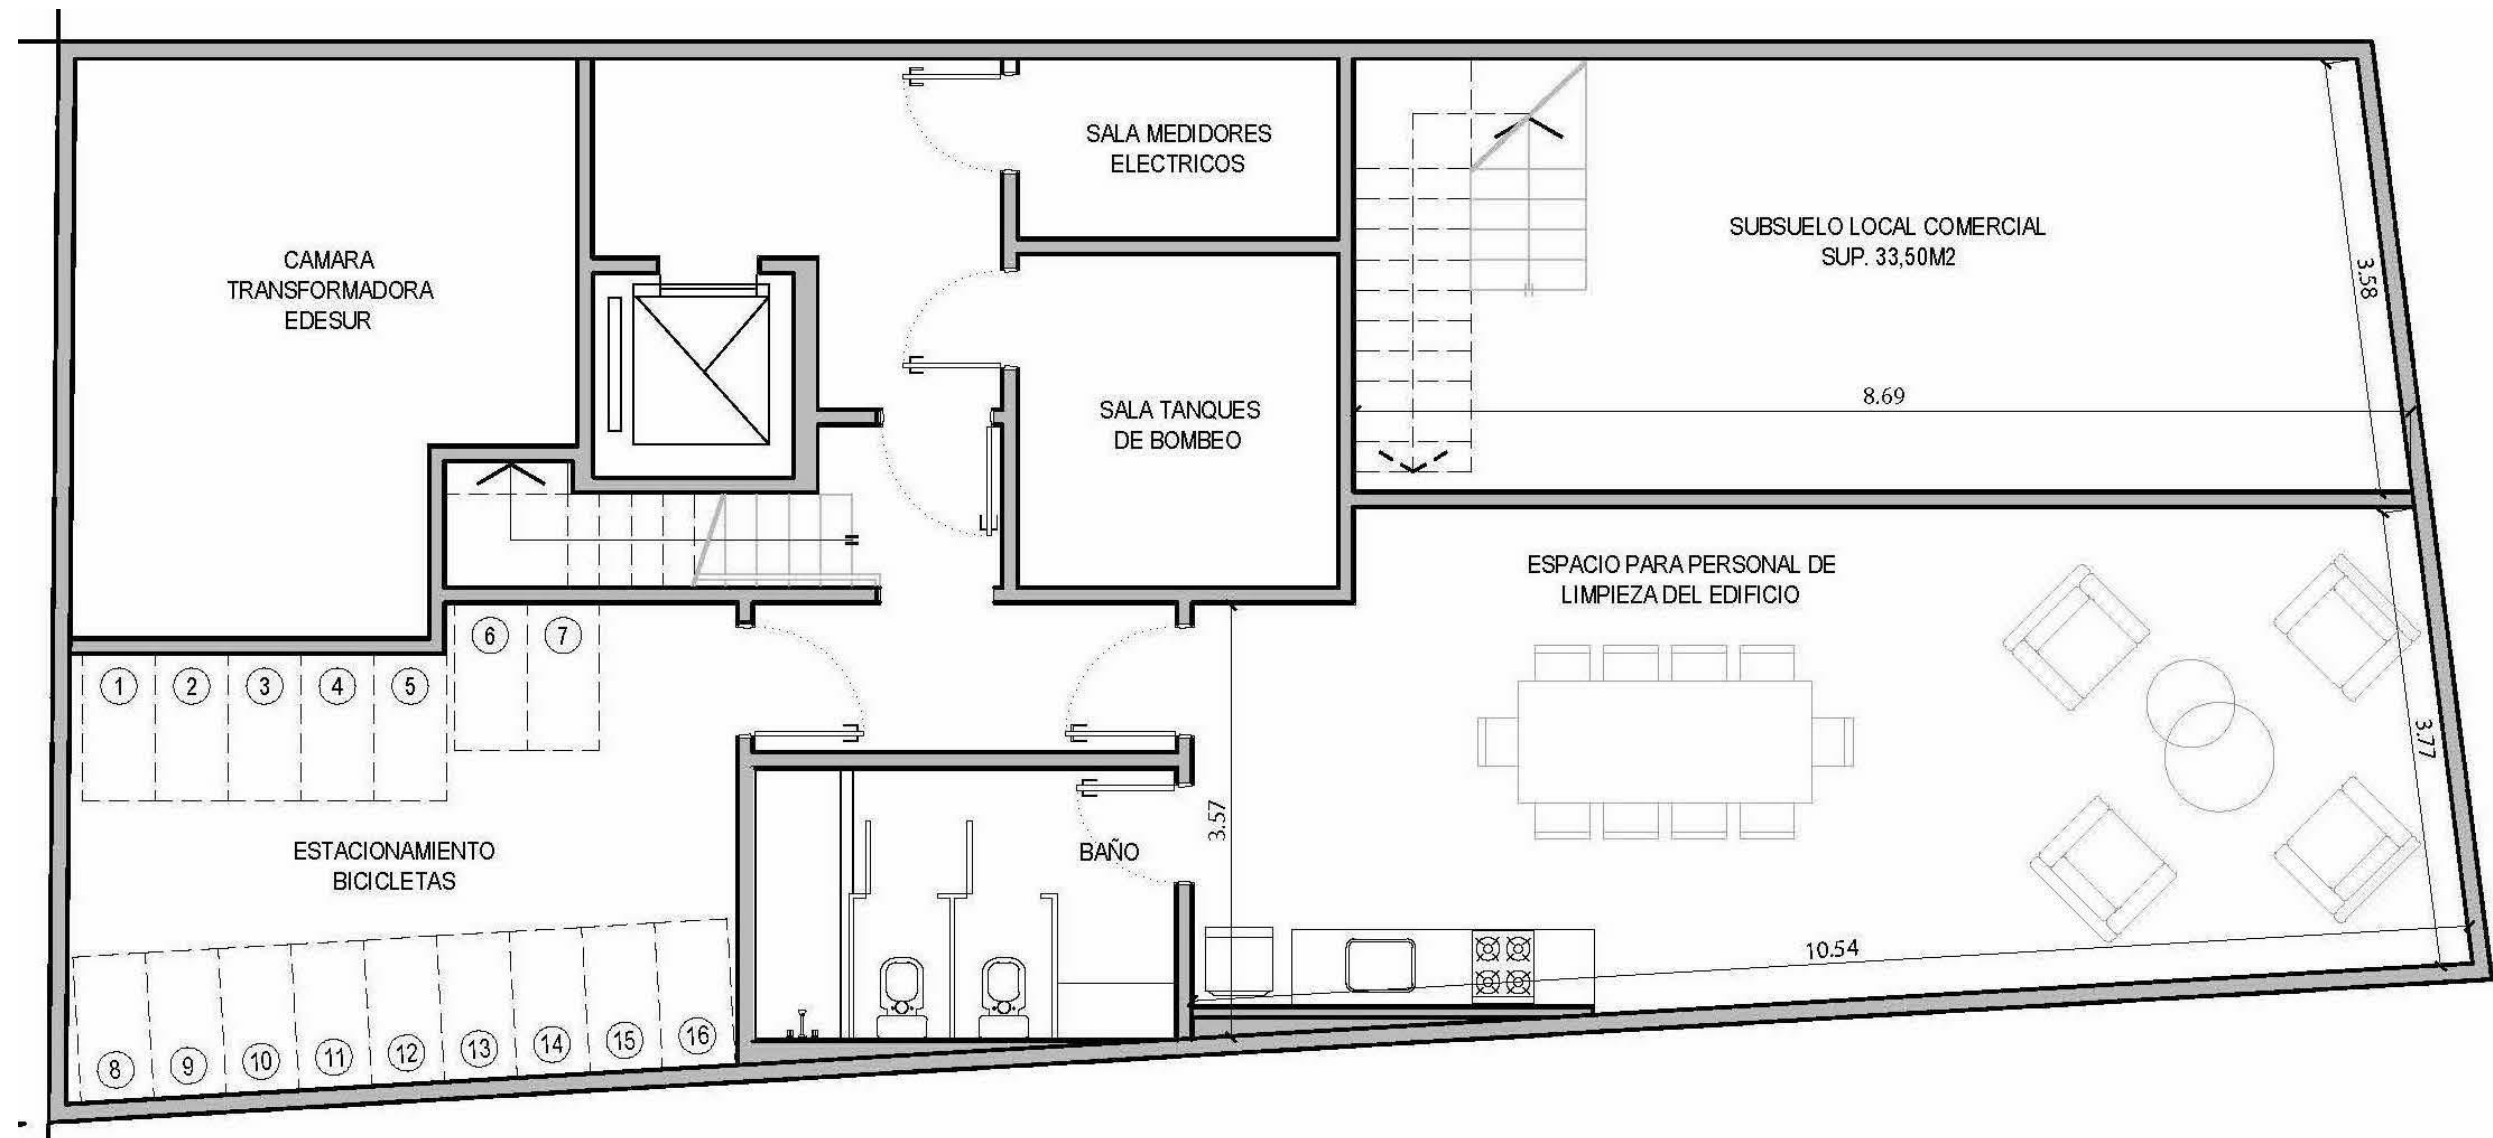 SALA MEDIDORES
ELECTRICOS
CAMARA
TRANSFORMADORA
EDESUR
SUBSUELO LOCAL COMERCIAL
SUP. 33,50M2
3.58
8.69
SALA TANQUES
DE BOMBEO
ESPACIO PARA PERSONAL DE
LIMPIEZA DEL EDIFICIO
6
7
1
2
3
4
5
3.77
3.57
ESTACIONAMIENTO
BICICLETAS
BAÑO
10.54
8
9
10
11
12
13
14
15
16